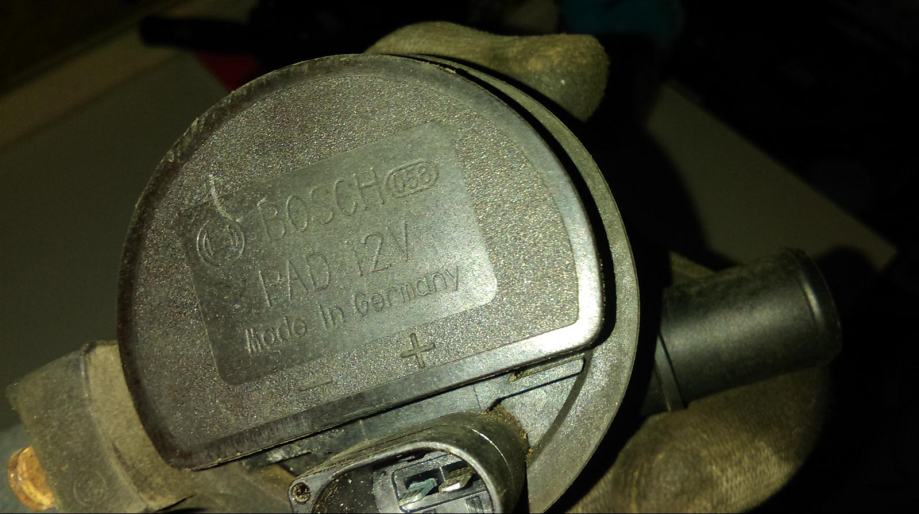 BOSCH 058
PAD 12V
Made in Germany
- +